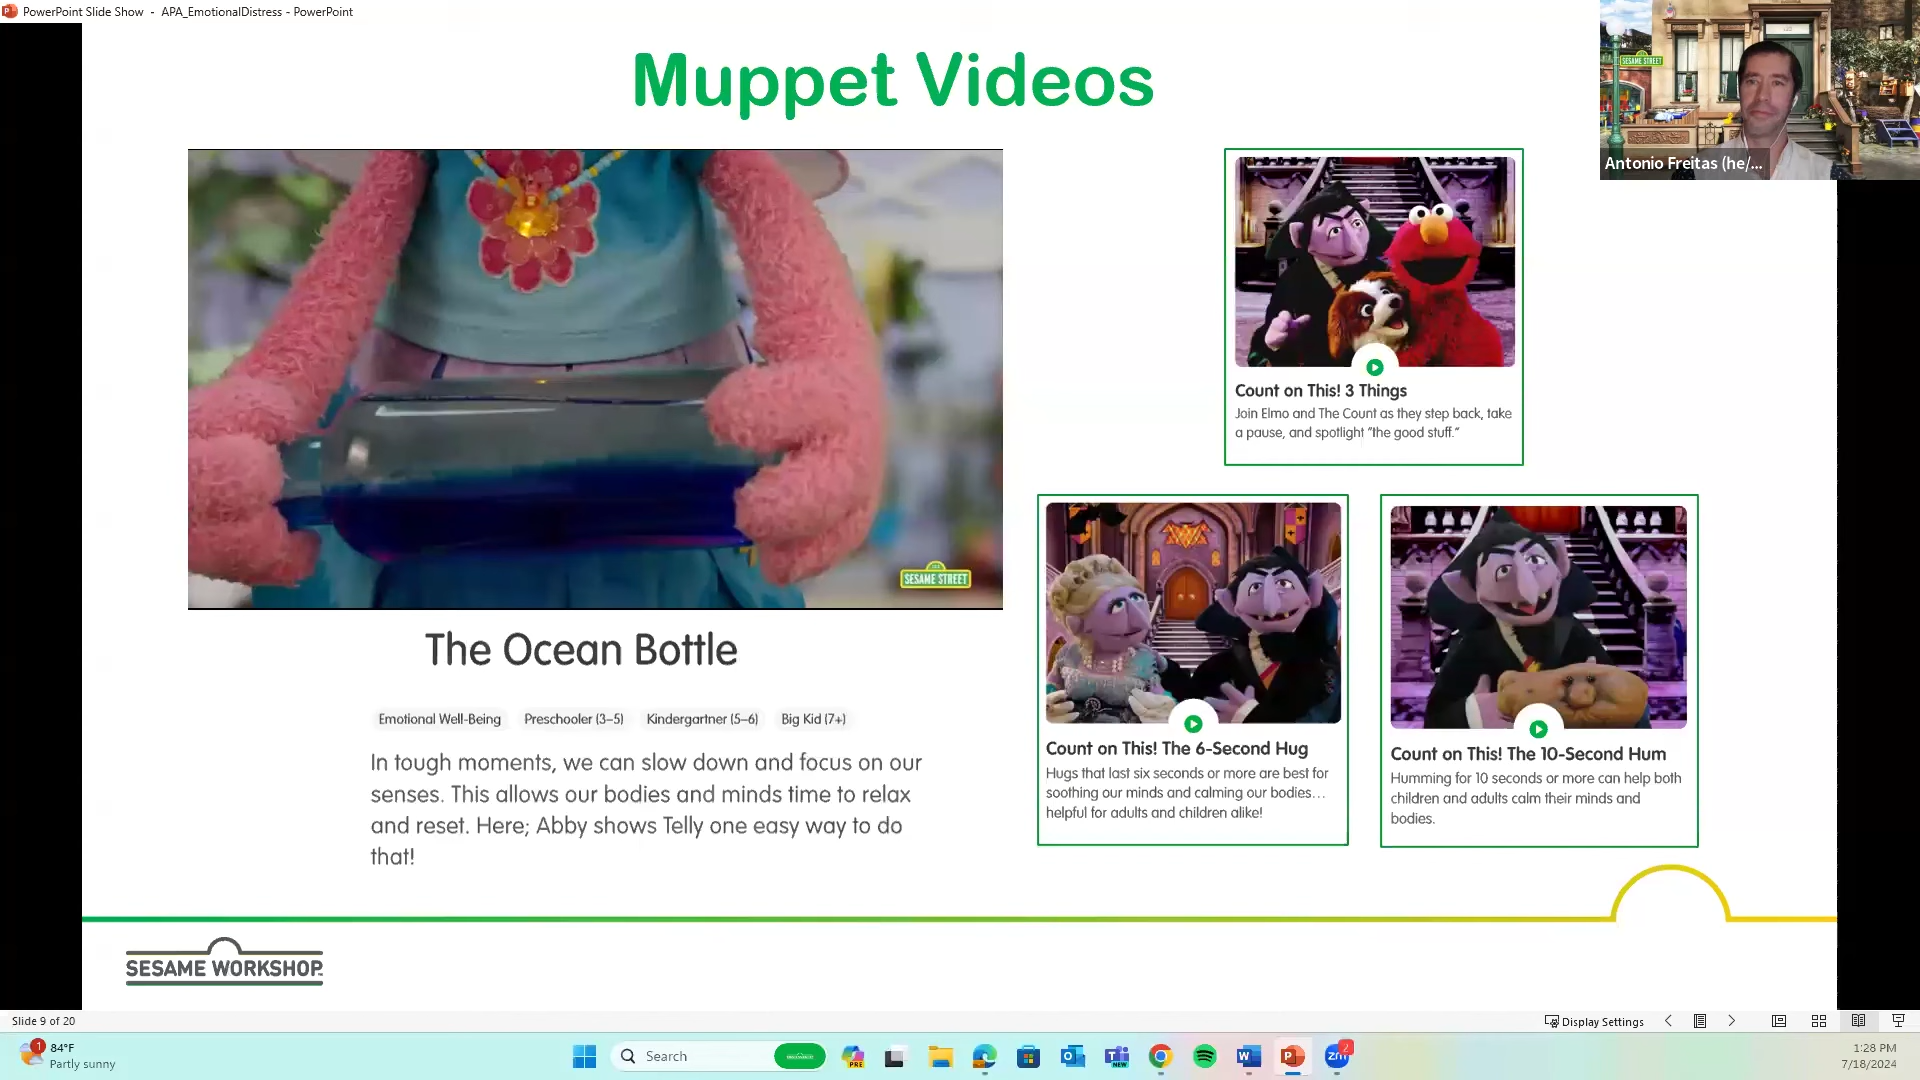 PowerPoint Slide Show - APA_EmotionalDistress - PowerPoint
Muppet Videos
SESAME STREET
Antonio Freitas (he/...
SESAME STREET
The Ocean Bottle
Emotional Well-Being Preschooler (3–5) Kindergartner (5–6) Big Kid (7+)
In tough moments, we can slow down and focus on our
senses. This allows our bodies and minds time to relax
and reset. Here; Abby shows Telly one easy way to do
that!
Count on This! 3 Things
Join Elmo and The Count as they step back, take
a pause, and spotlight “the good stuff.”
Count on This! The 6-Second Hug
Hugs that last six seconds or more are best for
soothing our minds and calming our bodies…
helpful for adults and children alike!
Count on This! The 10-Second Hum
Humming for 10 seconds or more can help both
children and adults calm their minds and
bodies.
SESAME WORKSHOP
Slide 9 of 20
Display Settings
1
84°F
Partly sunny
Search
PRE
NEW
2
1:28 PM
7/18/2024